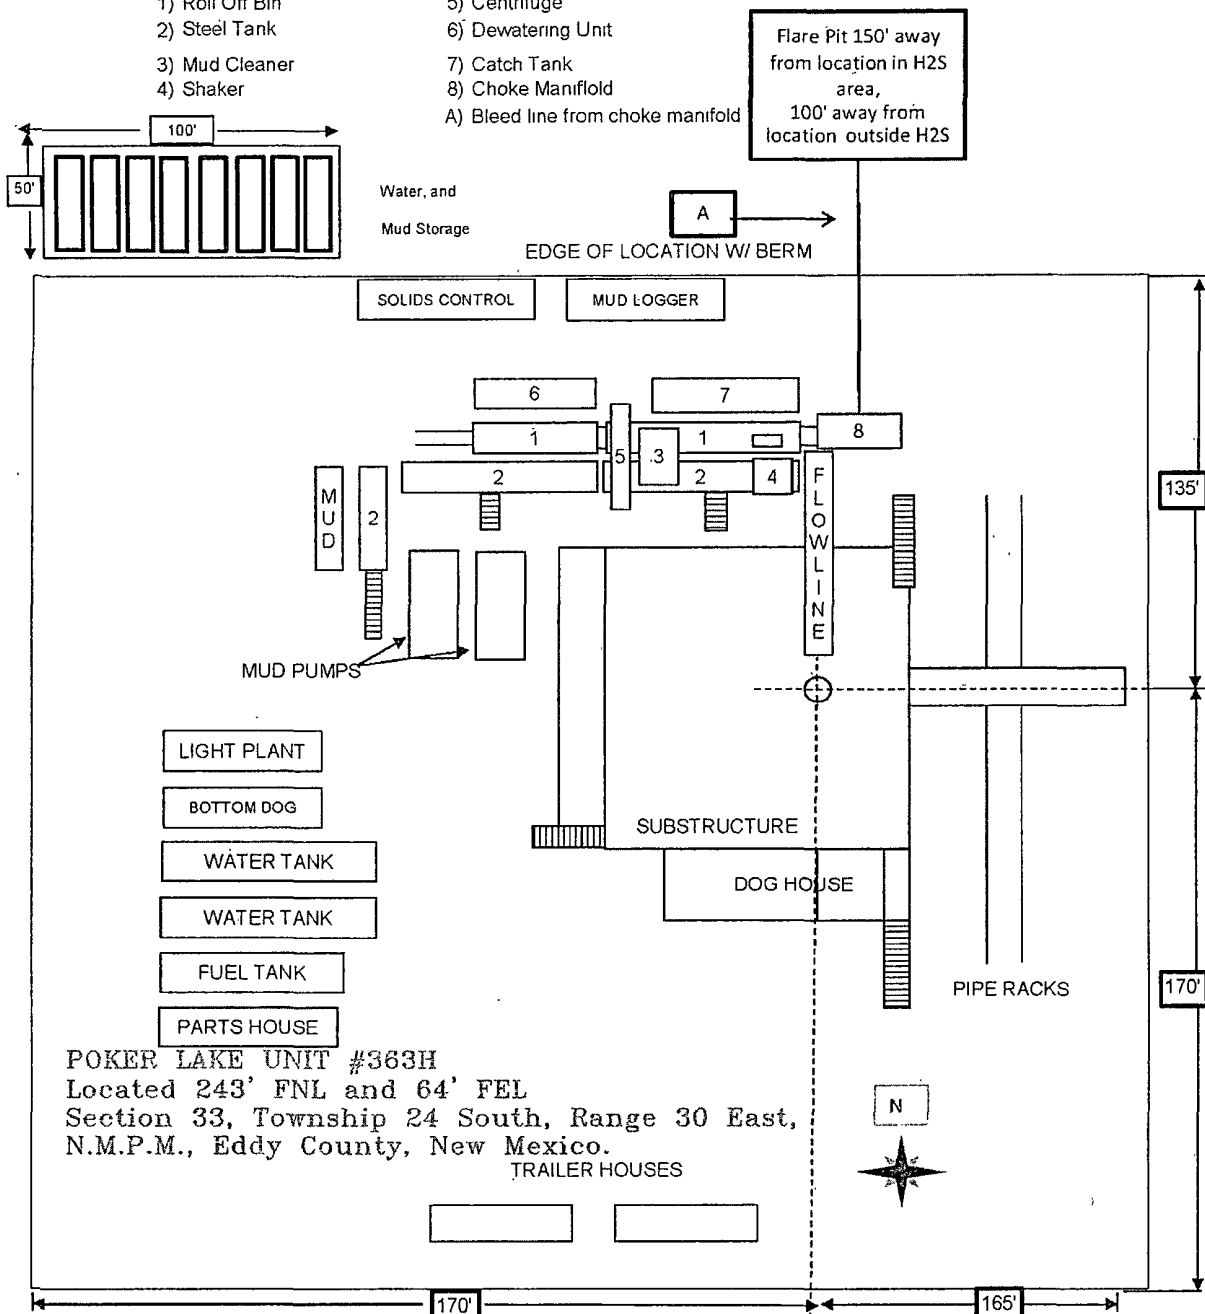 1) Roll Off Bin
2) Steel Tank
3) Mud Cleaner
4) Shaker
5) Centrifuge
6) Dewatering Unit
7) Catch Tank
8) Choke Maniflold
A) Bleed line from choke manifold
Flare Pit 150' away
from location in H2S
area,
100' away from
location outside H2S
100'
50'
Water, and
Mud Storage
A
EDGE OF LOCATION W/ BERM
SOLIDS CONTROL
MUD LOGGER
6
7
1
1
8
5
3
2
2
4
MUD
2
FLOWLINE
135'
MUD PUMPS
LIGHT PLANT
BOTTOM DOG
WATER TANK
WATER TANK
FUEL TANK
PARTS HOUSE
SUBSTRUCTURE
DOG HOUSE
PIPE RACKS
170'
POKER LAKE UNIT #363H
Located 243' FNL and 64' FEL
Section 33, Township 24 South, Range 30 East,
N.M.P.M., Eddy County, New Mexico.
N
TRAILER HOUSES
170'
165'